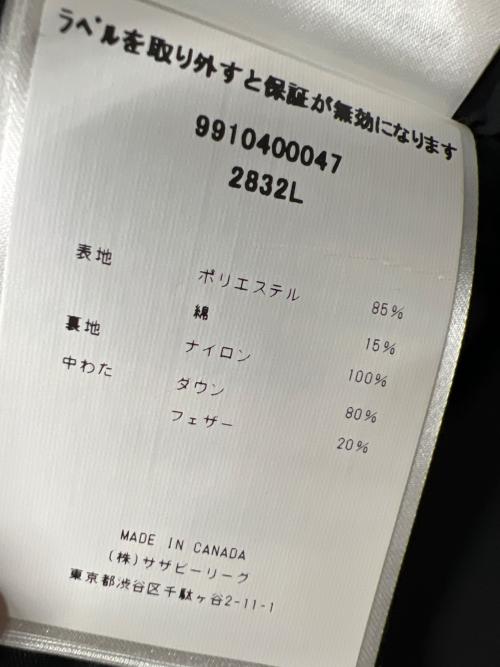 ラベルを取り外すと保証が無効になります
9910400047
2832L
表地 ポリエステル 85%
綿 15%
裏地 ナイロン 100%
中わた ダウン 80%
フェザー 20%
MADE IN CANADA
(株)サザビーリーグ
東京都渋谷区千駄ヶ谷2-11-1